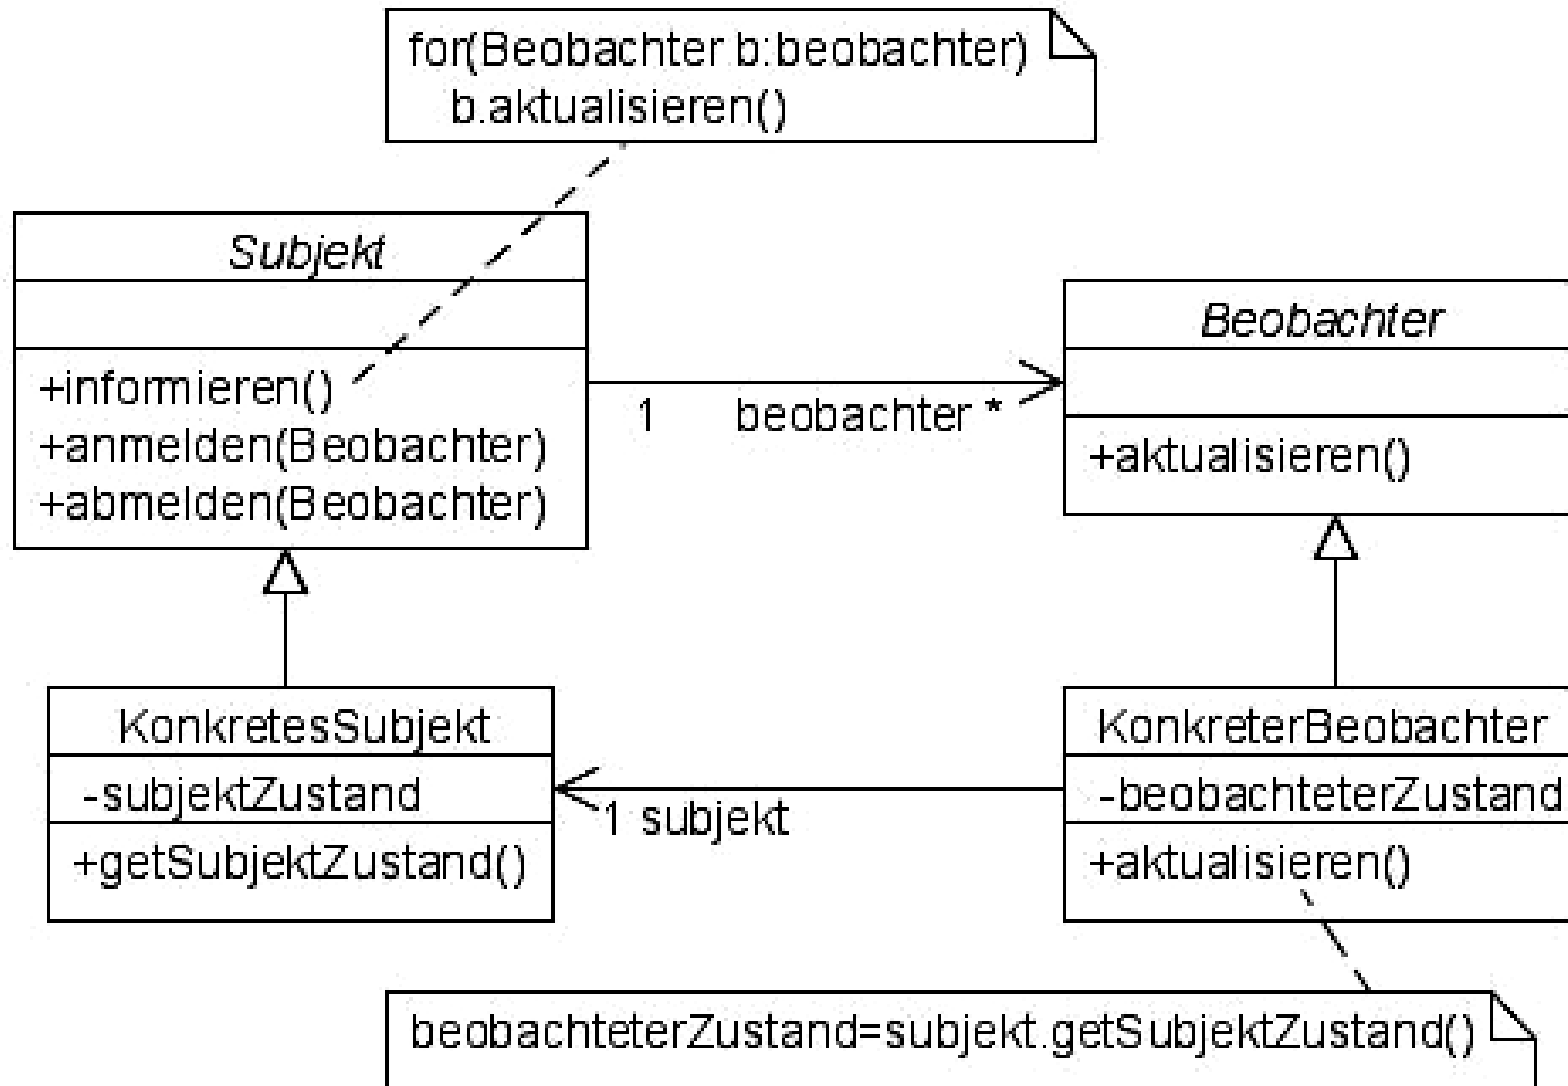 for(Beobachter b:beobachter)
b.aktualisieren()
Subjekt
+informieren()
+anmelden(Beobachter)
+abmelden(Beobachter)
1
beobachter *
Beobachter
+aktualisieren()
KonkretesSubjekt
-subjektZustand
+getSubjektZustand()
1 subjekt
KonkreterBeobachter
-beobachteterZustand
+aktualisieren()
beobachteterZustand=subjekt.getSubjektZustand()